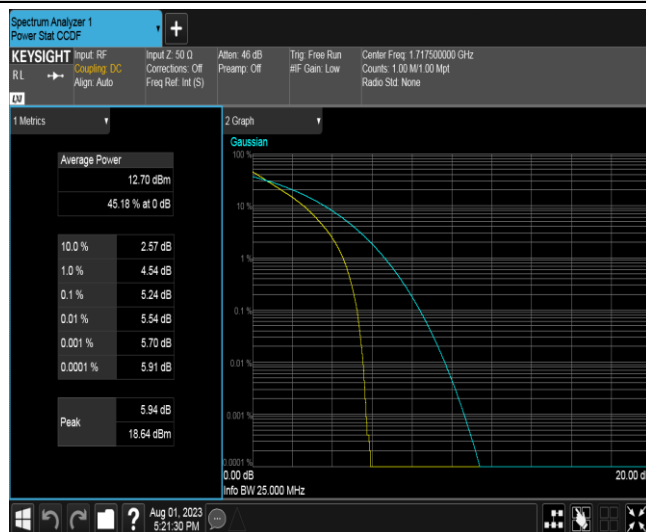 Spectrum Analyzer 1
Power Stat CCDF
KEYSIGHT
RL
LXI
Input: RF
Coupling: DC
Align: Auto
Input Z: 50 Ω
Corrections: Off
Freq Ref: Int (S)
Atten: 46 dB
Preamp: Off
Trig: Free Run
#IF Gain: Low
Center Freq: 1.717500000 GHz
Counts: 1.00 M/1.00 Mpt
Radio Std: None
1 Metrics
Average Power
12.70 dBm
45.18 % at 0 dB
10.0 % 2.57 dB
1.0 % 4.54 dB
0.1 % 5.24 dB
0.01 % 5.54 dB
0.001 % 5.70 dB
0.0001 % 5.91 dB
Peak
5.94 dB
18.64 dBm
2 Graph
Gaussian
100 %
10 %
1 %
0.1 %
0.01 %
0.001 %
0.0001 %
0.00 dB
20.00 d
Info BW 25.000 MHz
Aug 01, 2023
5:21:30 PM